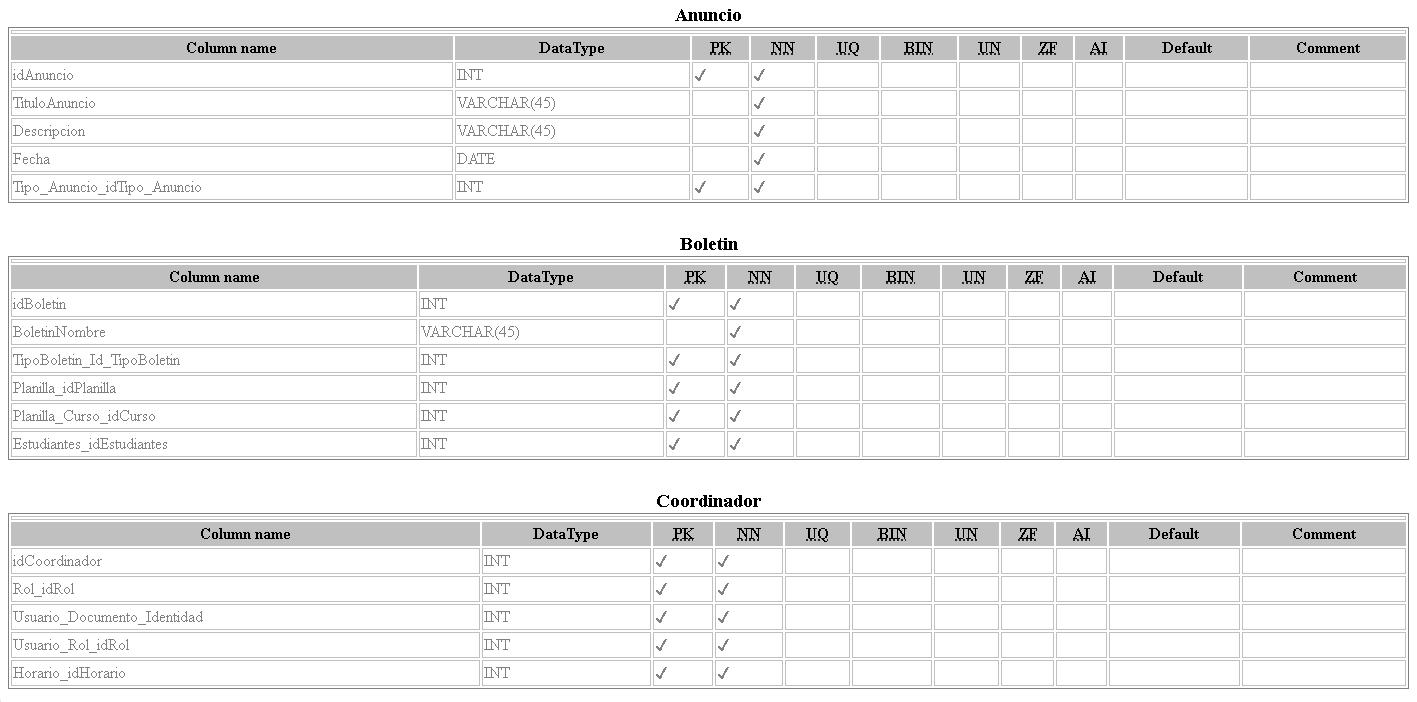 Anuncio
Column name DataType PK NN UQ BIN UN ZF AI Default Comment
idAnuncio INT ✓ ✓
TituloAnuncio VARCHAR(45) ✓
Descripcion VARCHAR(45) ✓
Fecha DATE ✓
Tipo_Anuncio_idTipo_Anuncio INT ✓ ✓
Boletin
Column name DataType PK NN UQ BIN UN ZF AI Default Comment
idBoletin INT ✓ ✓
BoletinNombre VARCHAR(45) ✓
TipoBoletin_Id_TipoBoletin INT ✓ ✓
Planilla_idPlanilla INT ✓ ✓
Planilla_Curso_idCurso INT ✓ ✓
Estudiantes_idEstudiantes INT ✓ ✓
Coordinador
Column name DataType PK NN UQ BIN UN ZF AI Default Comment
idCoordinador INT ✓ ✓
Rol_idRol INT ✓ ✓
Usuario_Documento_Identidad INT ✓ ✓
Usuario_Rol_idRol INT ✓ ✓
Horario_idHorario INT ✓ ✓